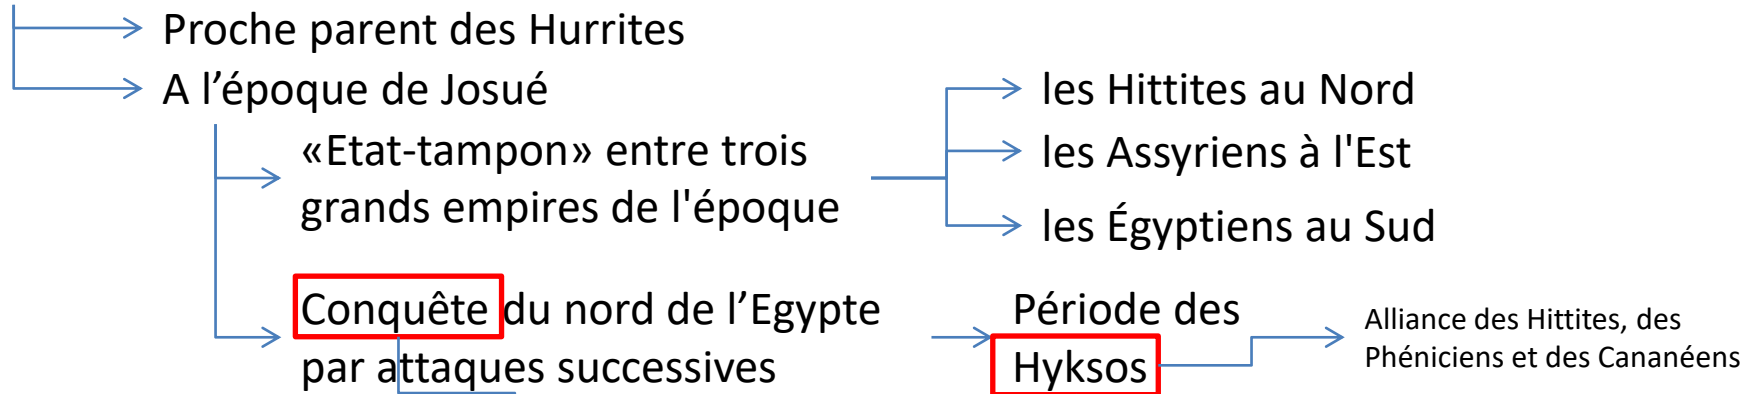 Proche parent des Hurrites
A l’époque de Josué
les Hittites au Nord
«Etat-tampon» entre trois
grands empires de l'époque
les Assyriens à l'Est
les Égyptiens au Sud
Conquête du nord de l’Egypte
par attaques successives
Période des
Hyksos
Alliance des Hittites, des
Phéniciens et des Cananéens